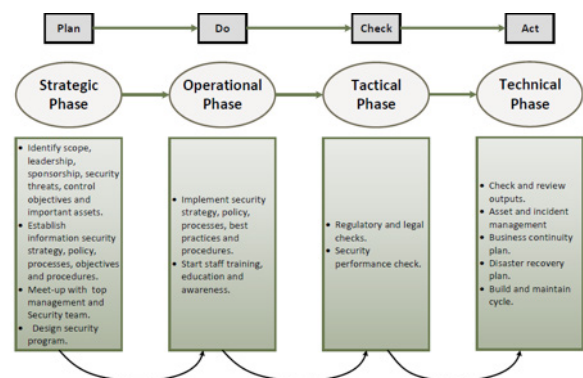 Plan
Do
Check
Act
Strategic
Phase
Operational
Phase
Tactical
Phase
Technical
Phase
• Identify scope,
leadership,
sponsorship, security
threats, control
objectives and
important assets.
• Establish
information security
strategy, policy,
processes, objectives
and procedures.
• Meet-up with top
management and
Security team.
• Design security
program.
• Implement security
strategy, policy,
processes, best
practices and
procedures.
• Start staff training,
education and
awareness.
• Regulatory and legal
checks.
• Security
performance check.
• Check and review
outputs.
• Asset and incident
management
• Business continuity
plan.
• Disaster recovery
plan.
• Build and maintain
cycle.